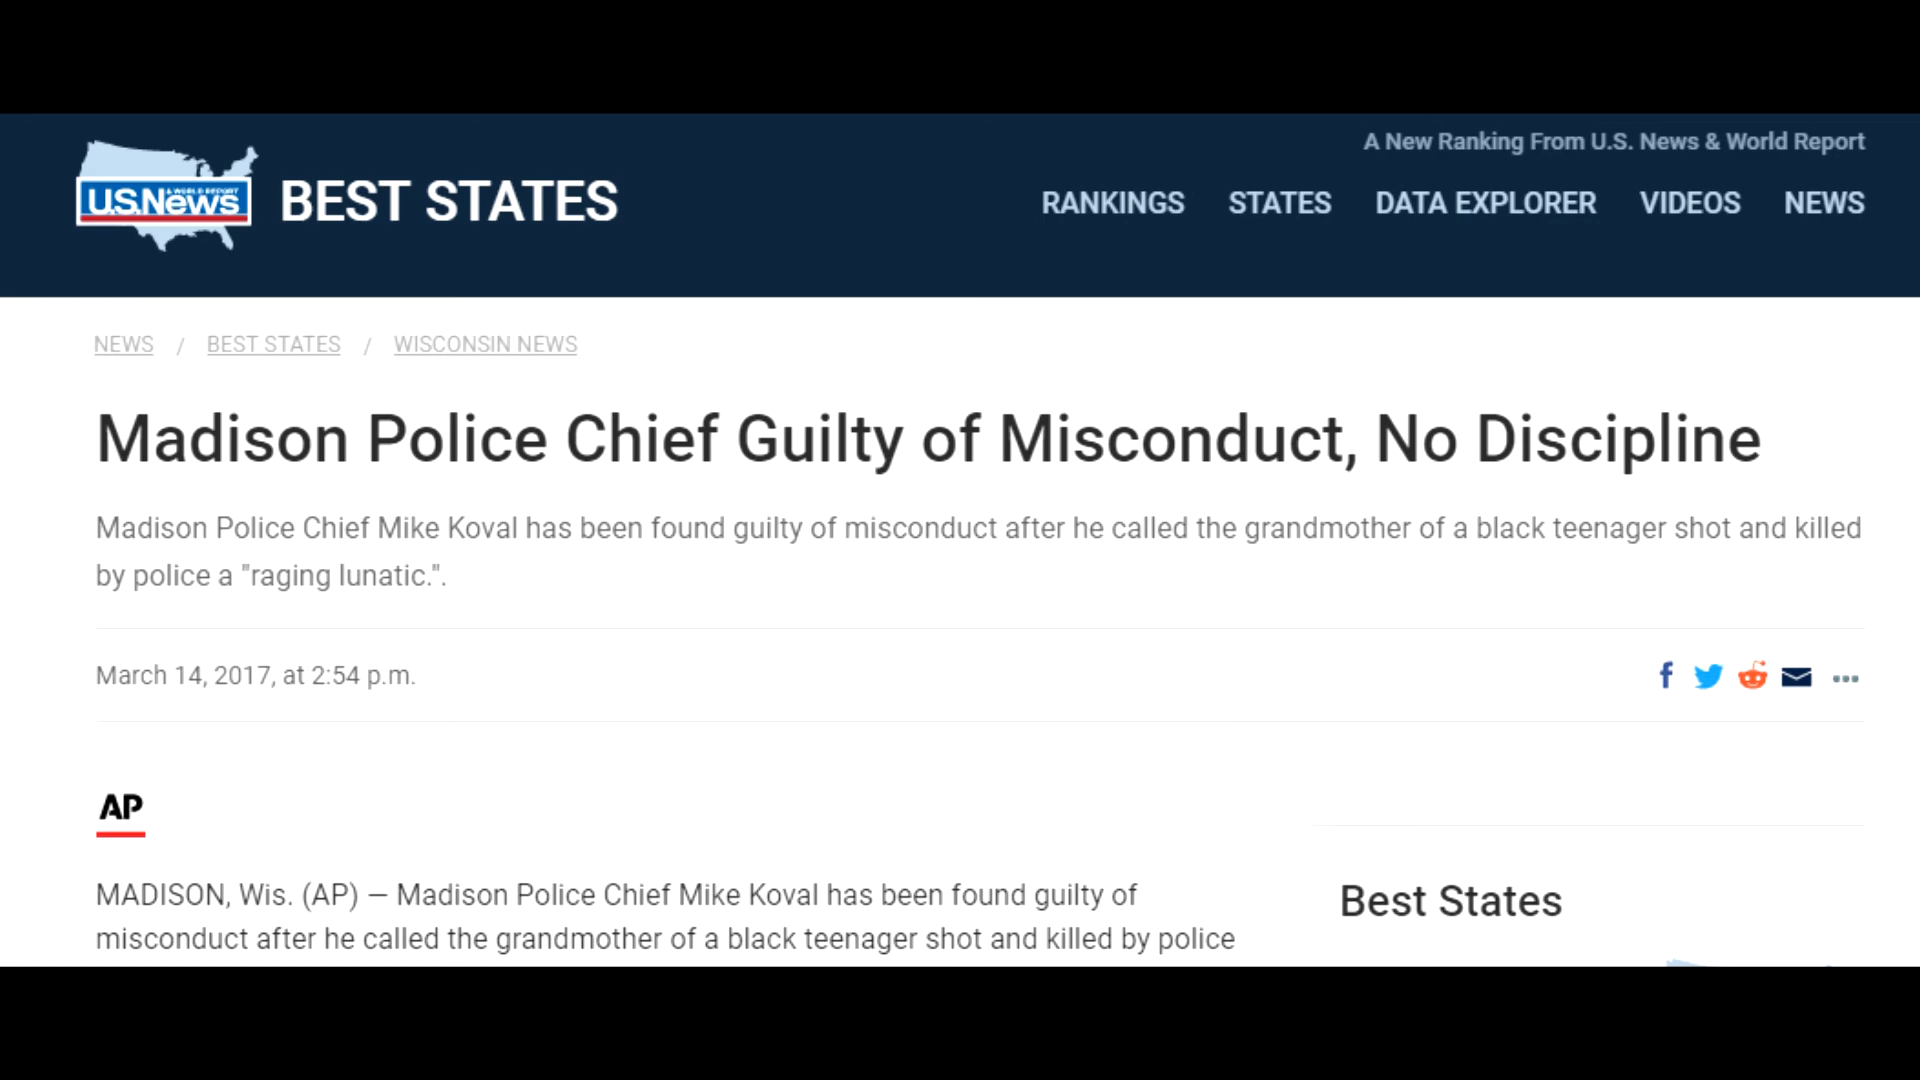 A New Ranking From U.S. News & World Report
U.S.News & WORLD REPORT
BEST STATES
RANKINGS STATES DATA EXPLORER VIDEOS NEWS
NEWS / BEST STATES / WISCONSIN NEWS
Madison Police Chief Guilty of Misconduct, No Discipline
Madison Police Chief Mike Koval has been found guilty of misconduct after he called the grandmother of a black teenager shot and killed
by police a "raging lunatic.".
March 14, 2017, at 2:54 p.m.
AP
MADISON, Wis. (AP) — Madison Police Chief Mike Koval has been found guilty of
misconduct after he called the grandmother of a black teenager shot and killed by police
Best States